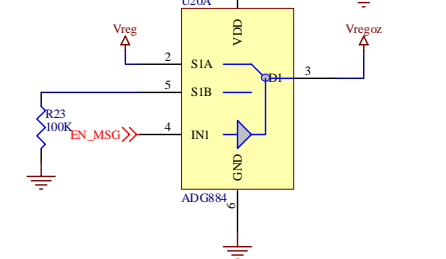 U20A
Vreg
VDD
Vregoz
2
S1A
D1
3
5
S1B
R23
100K
EN_MSG
4
IN1
GND
ADG884
6